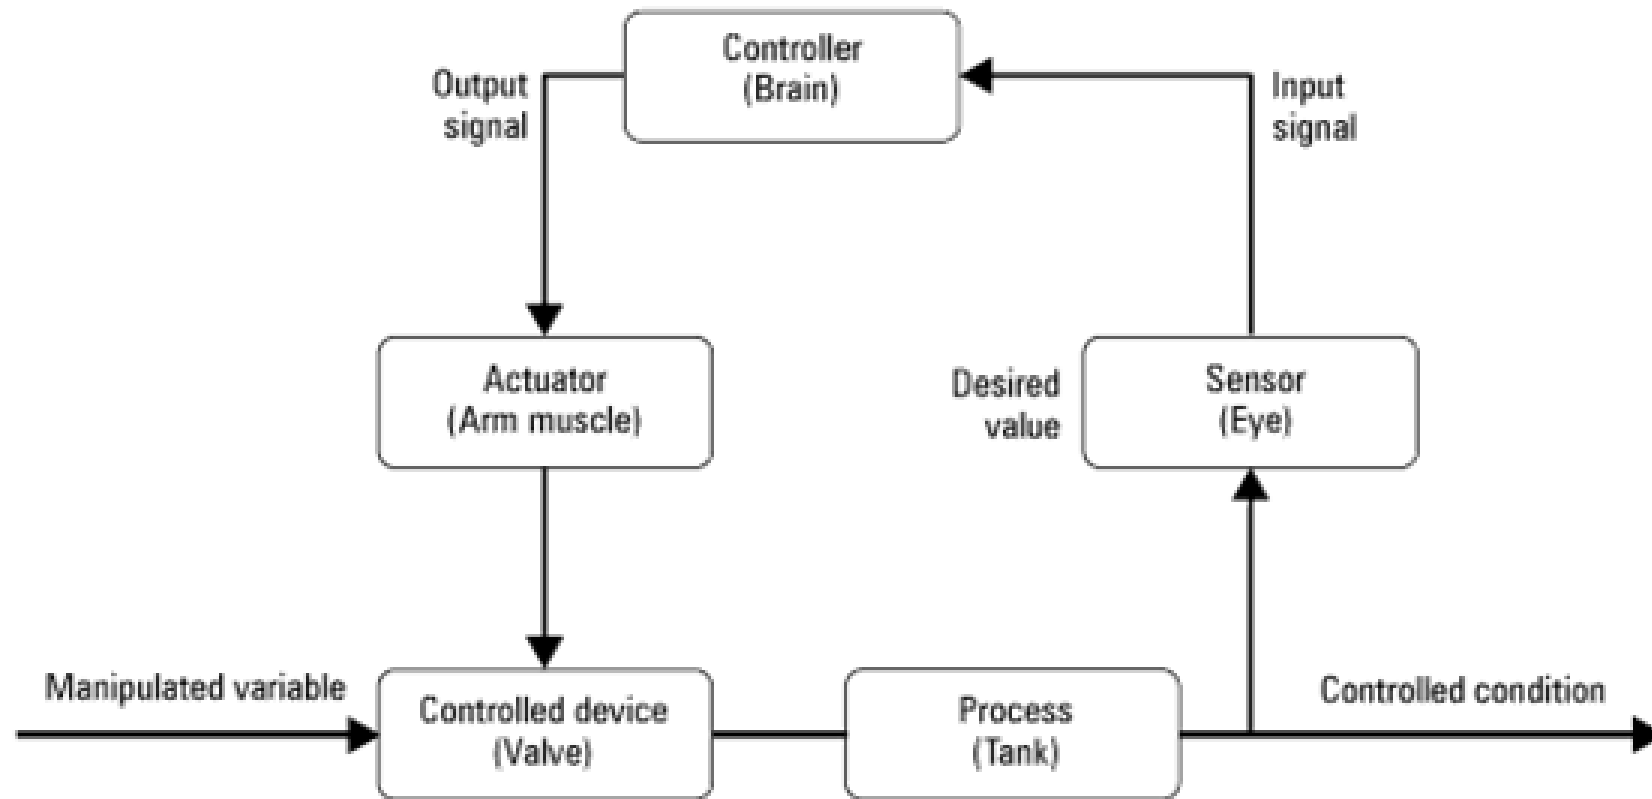 Controller
(Brain)
Output
signal
Input
signal
Actuator
(Arm muscle)
Desired
value
Sensor
(Eye)
Manipulated variable
Controlled device
(Valve)
Process
(Tank)
Controlled condition